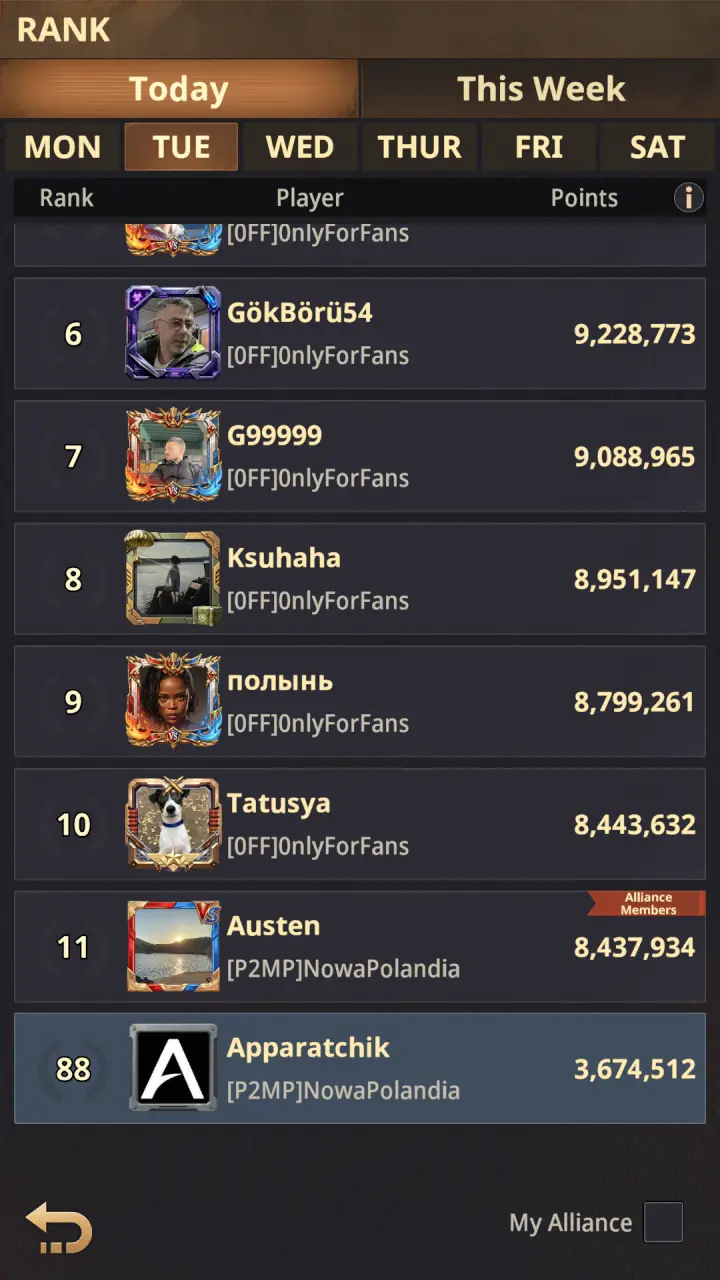 RANK
Today
This Week
MON TUE WED THUR FRI SAT
Rank Player Points
[0FF]0nlyForFans
6 GökBörü54 9,228,773
[0FF]0nlyForFans
7 G99999 9,088,965
[0FF]0nlyForFans
8 Ksuhaha 8,951,147
[0FF]0nlyForFans
9 полынь 8,799,261
[0FF]0nlyForFans
10 Tatusya 8,443,632
[0FF]0nlyForFans
Alliance
Members
11 Austen 8,437,934
[P2MP]NowaPolandia
88 Apparatchik 3,674,512
[P2MP]NowaPolandia
My Alliance